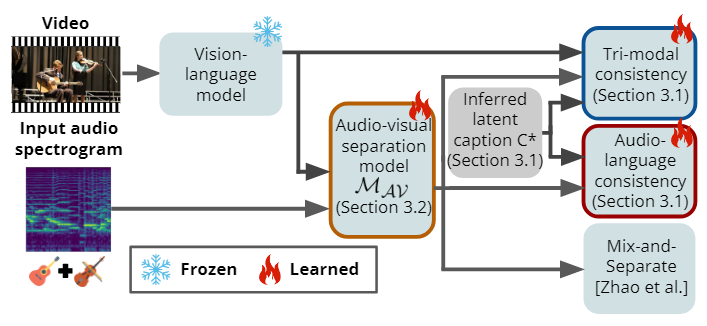 Video
Vision-
language
model
Input audio
spectrogram
+
Audio-visual
separation
model
M_AV
(Section 3.2)
Inferred
latent
caption C*
(Section 3.1)
Tri-modal
consistency
(Section 3.1)
Audio-
language
consistency
(Section 3.1)
Mix-and-
Separate
[Zhao et al.]
Frozen
Learned